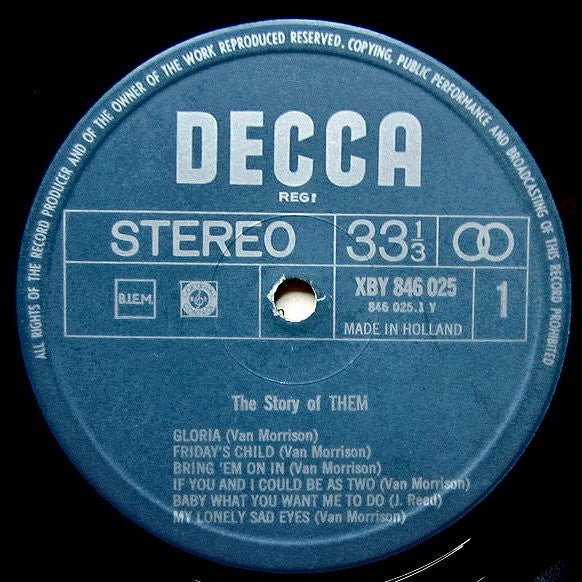 ALL RIGHTS OF THE RECORD PRODUCER AND OF THE OWNER OF THE WORK REPRODUCED RESERVED. COPYING, PUBLIC PERFORMANCE AND BROADCASTING OF THIS RECORD PROHIBITED
DECCA
REG!
STEREO 33 1/3
B.I.E.M. XBY 846 025 1
846 025.1 Y
MADE IN HOLLAND
The Story of THEM
GLORIA (Van Morrison)
FRIDAY'S CHILD (Van Morrison)
BRING 'EM ON IN (Van Morrison)
IF YOU AND I COULD BE AS TWO (Van Morrison)
BABY WHAT YOU WANT ME TO DO (J. Reed)
MY LONELY SAD EYES (Van Morrison)